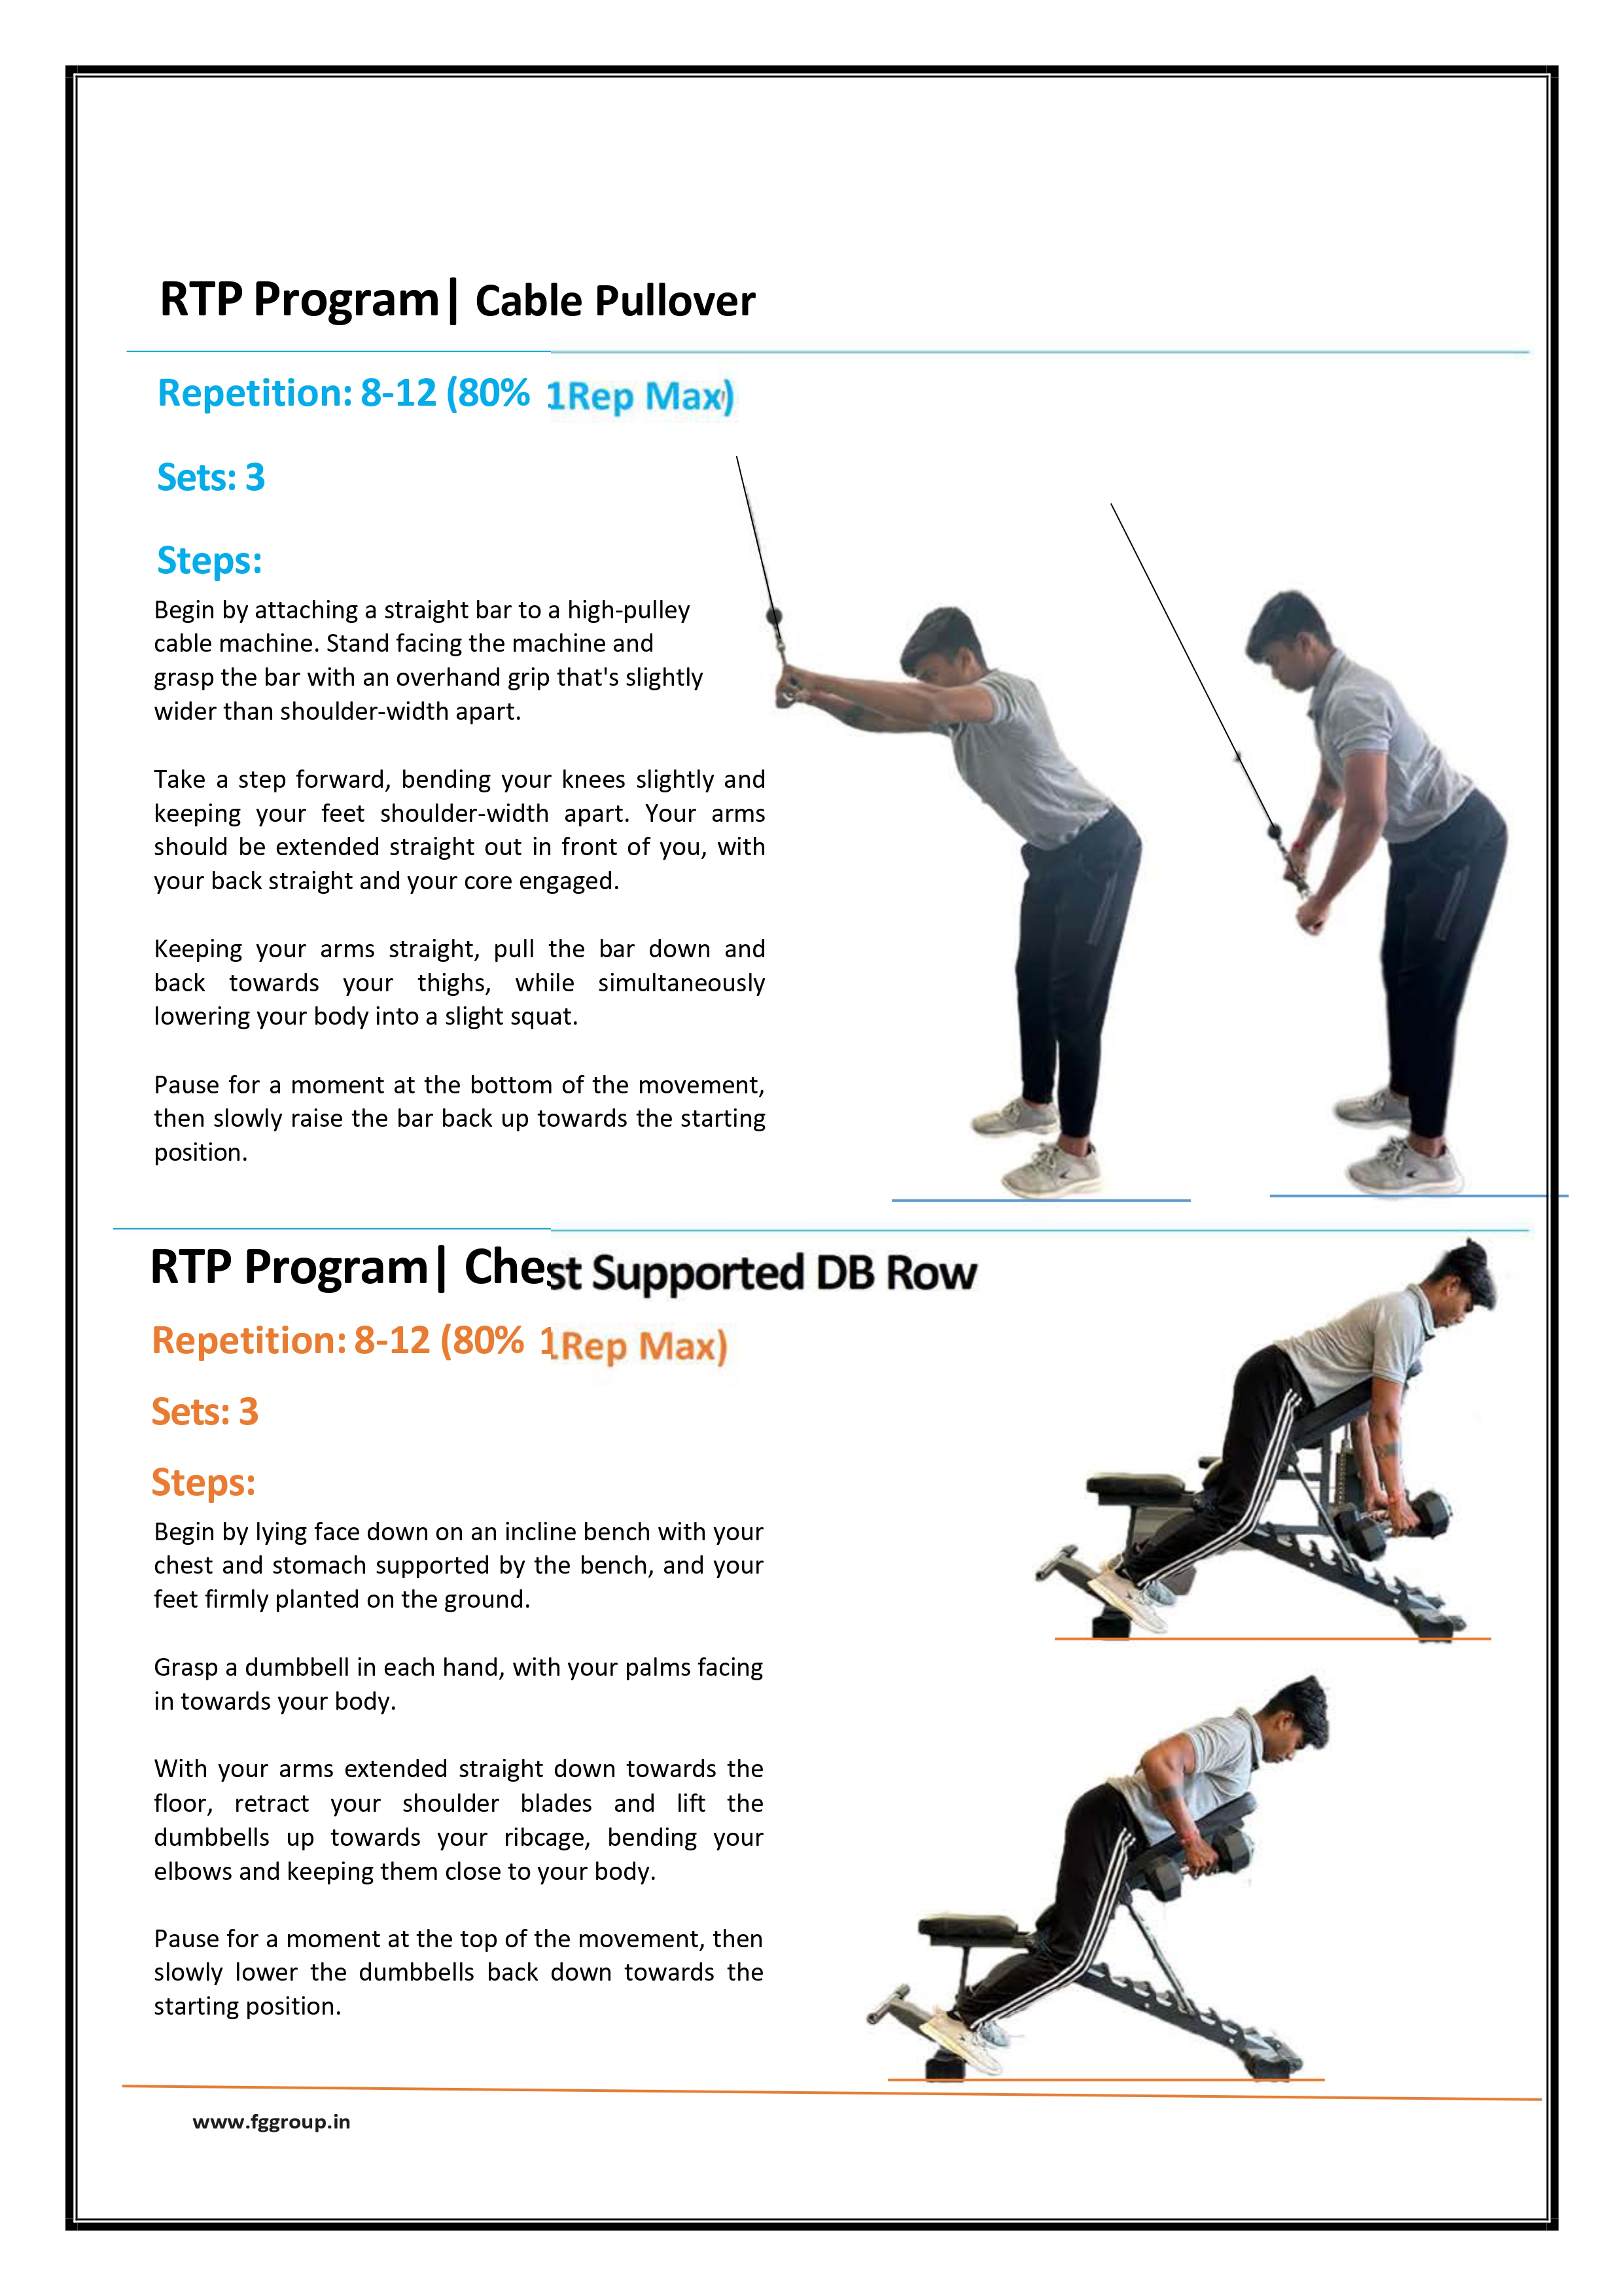 RTP Program| Cable Pullover
Repetition: 8-12 (80% 1Rep Max)
Sets: 3
Steps:
Begin by attaching a straight bar to a high-pulley
cable machine. Stand facing the machine and
grasp the bar with an overhand grip that's slightly
wider than shoulder-width apart.
Take a step forward, bending your knees slightly and
keeping your feet shoulder-width apart. Your arms
should be extended straight out in front of you, with
your back straight and your core engaged.
Keeping your arms straight, pull the bar down and
back towards your thighs, while simultaneously
lowering your body into a slight squat.
Pause for a moment at the bottom of the movement,
then slowly raise the bar back up towards the starting
position.
RTP Program| Chest Supported DB Row
Repetition: 8-12 (80% 1Rep Max)
Sets: 3
Steps:
Begin by lying face down on an incline bench with your
chest and stomach supported by the bench, and your
feet firmly planted on the ground.
Grasp a dumbbell in each hand, with your palms facing
in towards your body.
With your arms extended straight down towards the
floor, retract your shoulder blades and lift the
dumbbells up towards your ribcage, bending your
elbows and keeping them close to your body.
Pause for a moment at the top of the movement, then
slowly lower the dumbbells back down towards the
starting position.
www.fggroup.in